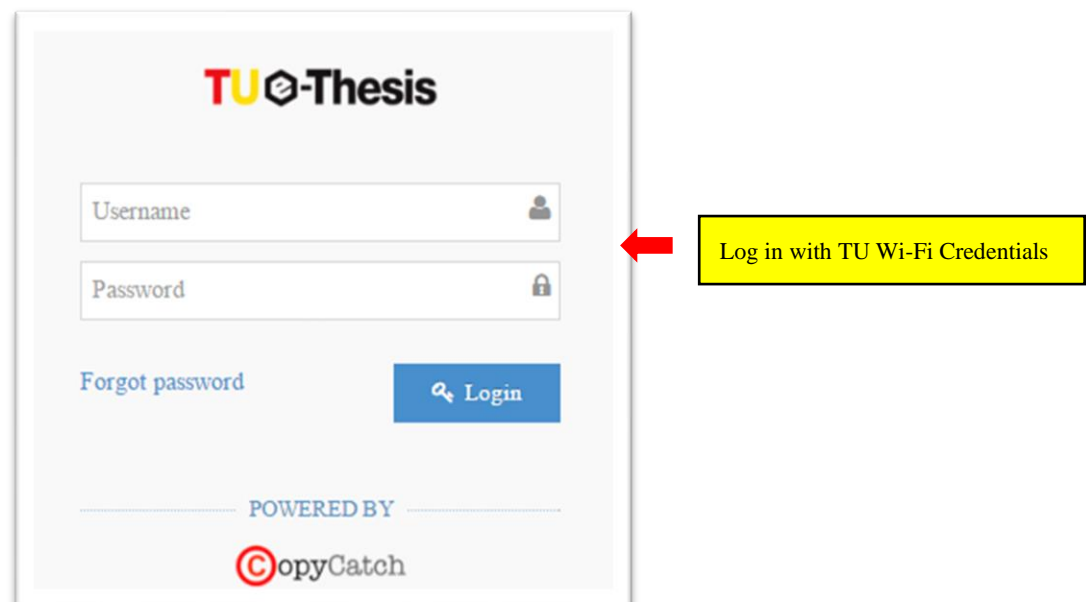 TU e-Thesis
Username
Log in with TU Wi-Fi Credentials
Password
Forgot password
Login
POWERED BY
CopyCatch